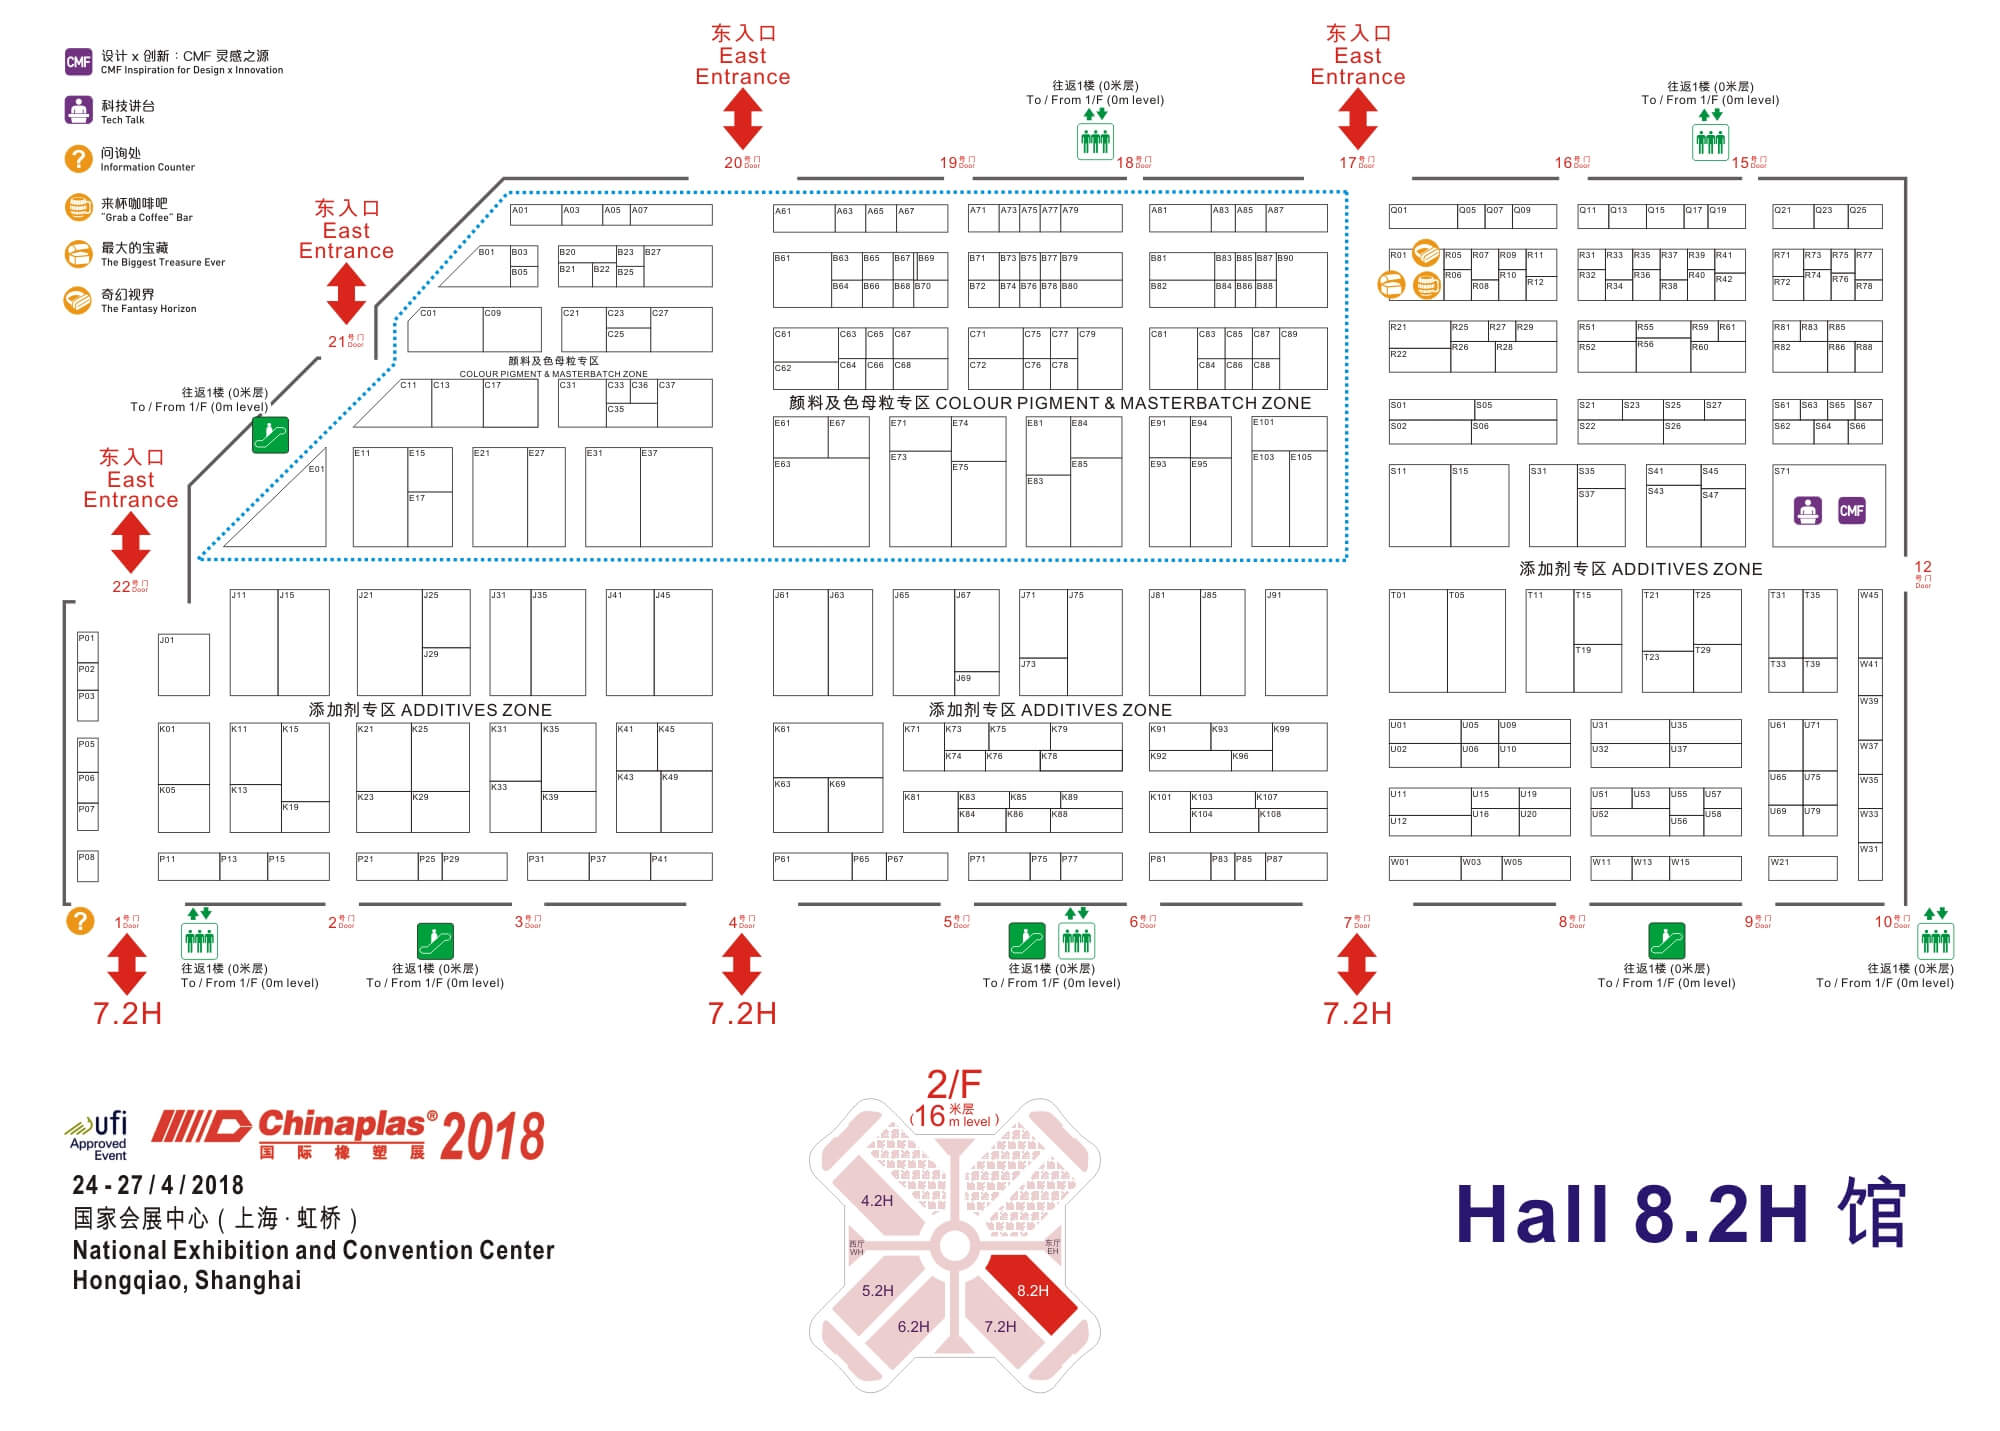 设计 x 创新：CMF 灵感之源
CMF Inspiration for Design x Innovation
科技讲台
Tech Talk
问询处
Information Counter
来杯咖啡吧
"Grab a Coffee" Bar
最大的宝藏
The Biggest Treasure Ever
奇幻视界
The Fantasy Horizon
CMF
?
东入口
East
Entrance
东入口
East
Entrance
东入口
East
Entrance
东入口
East
Entrance
往返1楼 (0米层)
To / From 1/F (0m level)
往返1楼 (0米层)
To / From 1/F (0m level)
往返1楼 (0米层)
To / From 1/F (0m level)
20号门 Door
19号门 Door
18号门 Door
17号门 Door
16号门 Door
15号门 Door
21号门 Door
22号门 Door
12
号门
Door
A01 A03 A05 A07
A61 A63 A65 A67
A71 A73 A75 A77 A79
A81 A83 A85 A87
Q01 Q05 Q07 Q09
Q11 Q13 Q15 Q17 Q19
Q21 Q23 Q25
B01 B03 B20 B23 B27
B05 B21 B22 B25
B61 B63 B65 B67 B69
B64 B66 B68 B70
B71 B73 B75 B77 B79
B72 B74 B76 B78 B80
B81 B83 B85 B87 B90
B82 B84 B86 B88
R01 R05 R07 R09 R11
R06 R08 R10 R12
R31 R33 R35 R37 R39 R41
R32 R34 R36 R38 R40 R42
R71 R73 R75 R77
R72 R74 R76 R78
C01 C09 C21 C23 C27
C25
颜料及色母粒专区
COLOUR PIGMENT & MASTERBATCH ZONE
C11 C13 C17 C31 C33 C36 C37
C35
C61 C63 C65 C67
C62 C64 C66 C68
C71 C75 C77 C79
C72 C76 C78
C81 C83 C85 C87 C89
C84 C86 C88
R21 R25 R27 R29
R22 R26 R28
R51 R55 R59 R61
R52 R56 R60
R81 R83 R85
R82 R86 R88
颜料及色母粒专区 COLOUR PIGMENT & MASTERBATCH ZONE
S01 S05
S02 S06
S21 S23 S25 S27
S22 S26
S61 S63 S65 S67
S62 S64 S66
E01 E11 E15 E17 E21 E27 E31 E37
E61 E67 E63
E71 E74 E73 E75
E81 E84 E83 E85
E91 E94 E93 E95
E101 E103 E105
S11 S15
S31 S35 S37
S41 S45 S43 S47
S71
CMF
添加剂专区 ADDITIVES ZONE
P01
P02
P03
P05
P06
P07
P08
J01 J11 J15 J21 J25 J29 J31 J35 J41 J45
J61 J63 J65 J67 J69 J71 J75 J73 J81 J85 J91
T01 T05 T11 T15 T19 T21 T25 T23 T29 T31 T35 T33 T39
W45
W41
W39
W37
W35
W33
W31
添加剂专区 ADDITIVES ZONE
添加剂专区 ADDITIVES ZONE
K01 K05 K11 K15 K13 K19
K21 K25 K23 K29
K31 K35 K33 K39
K41 K45 K43 K49
K61 K63 K69
K71 K73 K75 K79
K74 K76 K78
K91 K93 K99
K92 K96
K81 K83 K85 K89
K84 K86 K88
K101 K103 K107
K104 K108
U01 U05 U09
U02 U06 U10
U31 U35
U32 U37
U61 U71
U65 U75
U69 U79
U11 U15 U19
U12 U16 U20
U51 U53 U55 U57
U52 U56 U58
P11 P13 P15
P21 P25 P29
P31 P37 P41
P61 P65 P67
P71 P75 P77
P81 P83 P85 P87
W01 W03 W05
W11 W13 W15
W21
?
1号门 Door
2号门 Door
3号门 Door
4号门 Door
5号门 Door
6号门 Door
7号门 Door
8号门 Door
9号门 Door
10号门 Door
往返1楼 (0米层)
To / From 1/F (0m level)
往返1楼 (0米层)
To / From 1/F (0m level)
往返1楼 (0米层)
To / From 1/F (0m level)
往返1楼 (0米层)
To / From 1/F (0m level)
往返1楼 (0米层)
To / From 1/F (0m level)
7.2H
7.2H
7.2H
ufi
Approved
Event
Chinaplas® 2018
国际橡塑展
24 - 27 / 4 / 2018
国家会展中心 ( 上海 · 虹桥 )
National Exhibition and Convention Center
Hongqiao, Shanghai
2/F
(16米层 m level)
4.2H
西厅
WH
东厅
EH
5.2H
8.2H
6.2H
7.2H
Hall 8.2H 馆